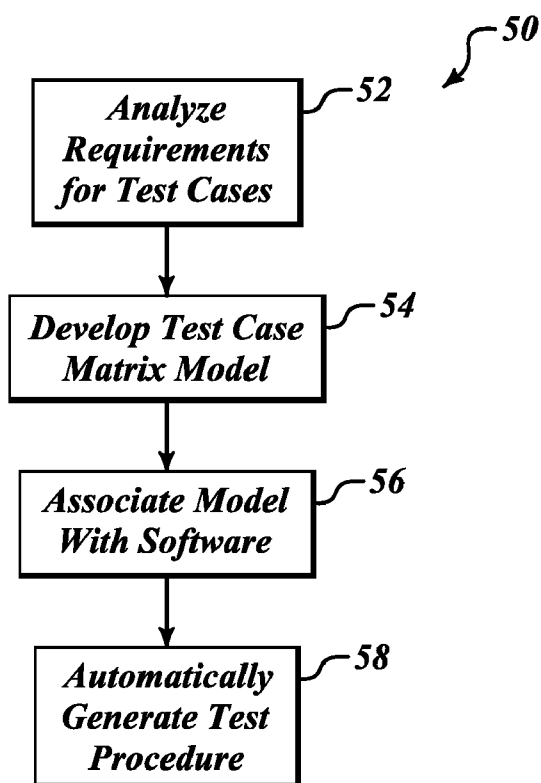 50
52
Analyze
Requirements
for Test Cases
54
Develop Test Case
Matrix Model
56
Associate Model
With Software
58
Automatically
Generate Test
Procedure